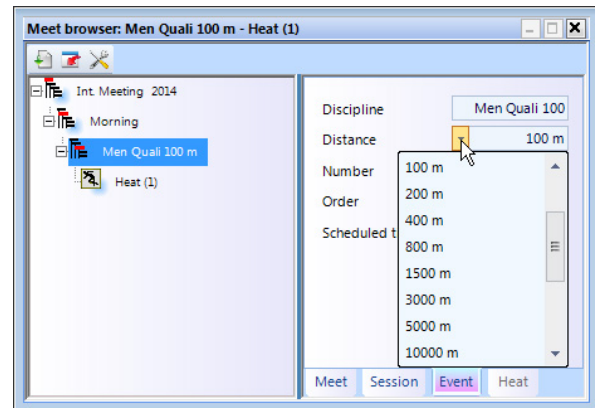 Meet browser: Men Quali 100 m - Heat (1)
Int. Meeting 2014
Morning
Men Quali 100 m
Heat (1)
Discipline Men Quali 100
Distance 100 m
Number
Order
Scheduled t
100 m
200 m
400 m
800 m
1500 m
3000 m
5000 m
10000 m
Meet Session Event Heat